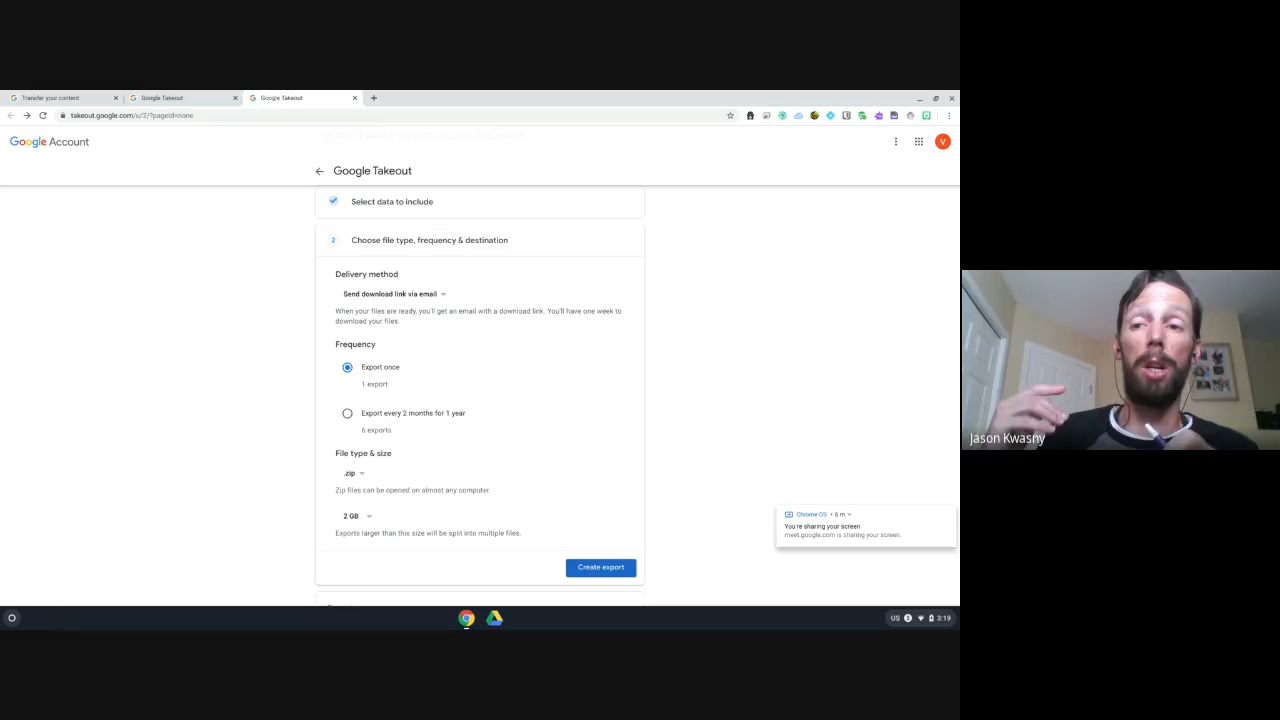 Transfer your content
Google Takeout
Google Takeout
takeout.google.com/u/2/?pageId=none
Google Account
V
Google Takeout
Select data to include
2
Choose file type, frequency & destination
Delivery method
Send download link via email
When your files are ready, you'll get an email with a download link. You'll have one week to
download your files.
Frequency
Export once
1 export
Export every 2 months for 1 year
6 exports
File type & size
.zip
Zip files can be opened on almost any computer.
2 GB
Exports larger than this size will be split into multiple files.
Create export
Chrome OS • 6 m
You're sharing your screen
meet.google.com is sharing your screen.
US
3:19
Jason Kwasny